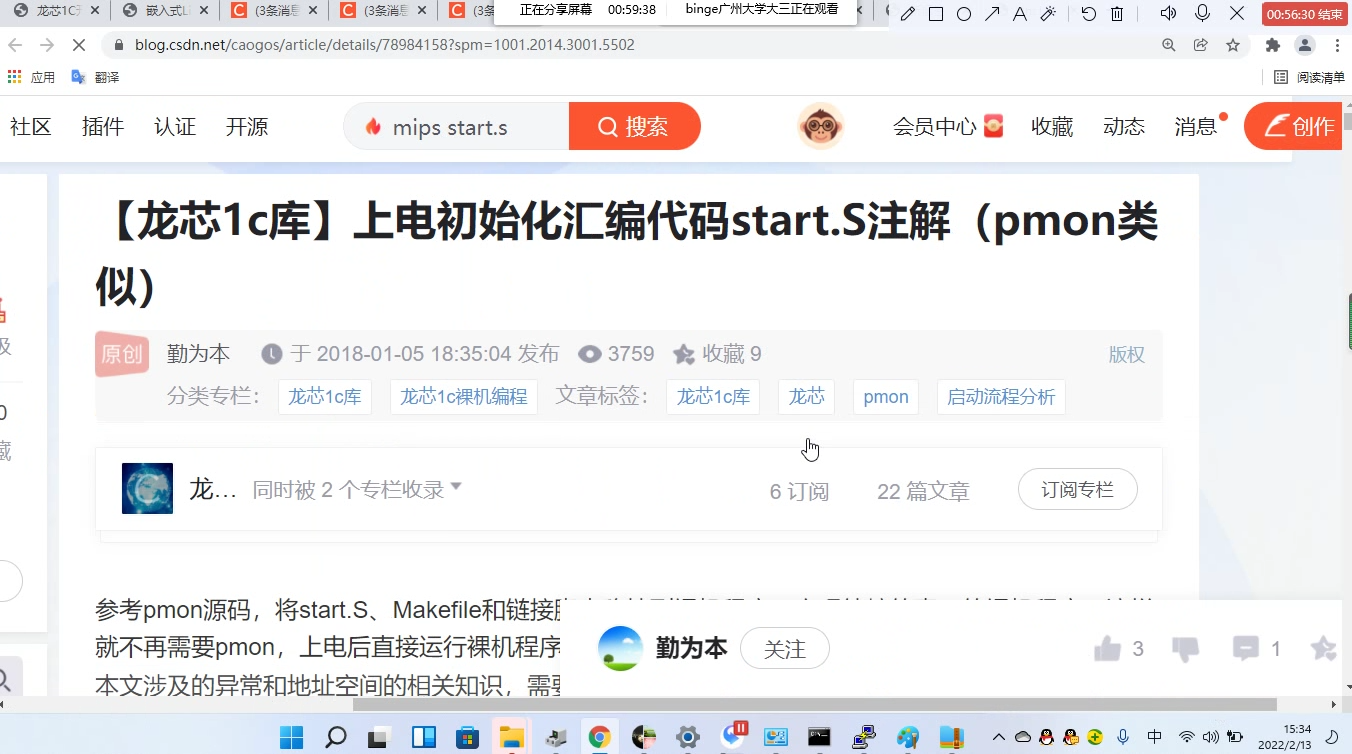 龙芯1C
嵌入式L
(3条消息
(3条消息
(3条
正在分享屏幕 00:59:38 binge广州大学大三正在观看
00:56:30 结束
blog.csdn.net/caogos/article/details/78984158?spm=1001.2014.3001.5502
应用 翻译 阅读清单
社区 插件 认证 开源 mips start.s 搜索 会员中心 收藏 动态 消息 创作
【龙芯1c库】上电初始化汇编代码start.S注解（pmon类
似）
原创 勤为本 于 2018-01-05 18:35:04 发布 3759 收藏 9 版权
分类专栏： 龙芯1c库 龙芯1c裸机编程 文章标签： 龙芯1c库 龙芯 pmon 启动流程分析
龙... 同时被 2 个专栏收录 6 订阅 22 篇文章 订阅专栏
参考pmon源码，将start.S、Makefile和链接
就不再需要pmon，上电后直接运行裸机程序
本文涉及的异常和地址空间的相关知识，需要
勤为本 关注 3 1
中
15:34
2022/2/13